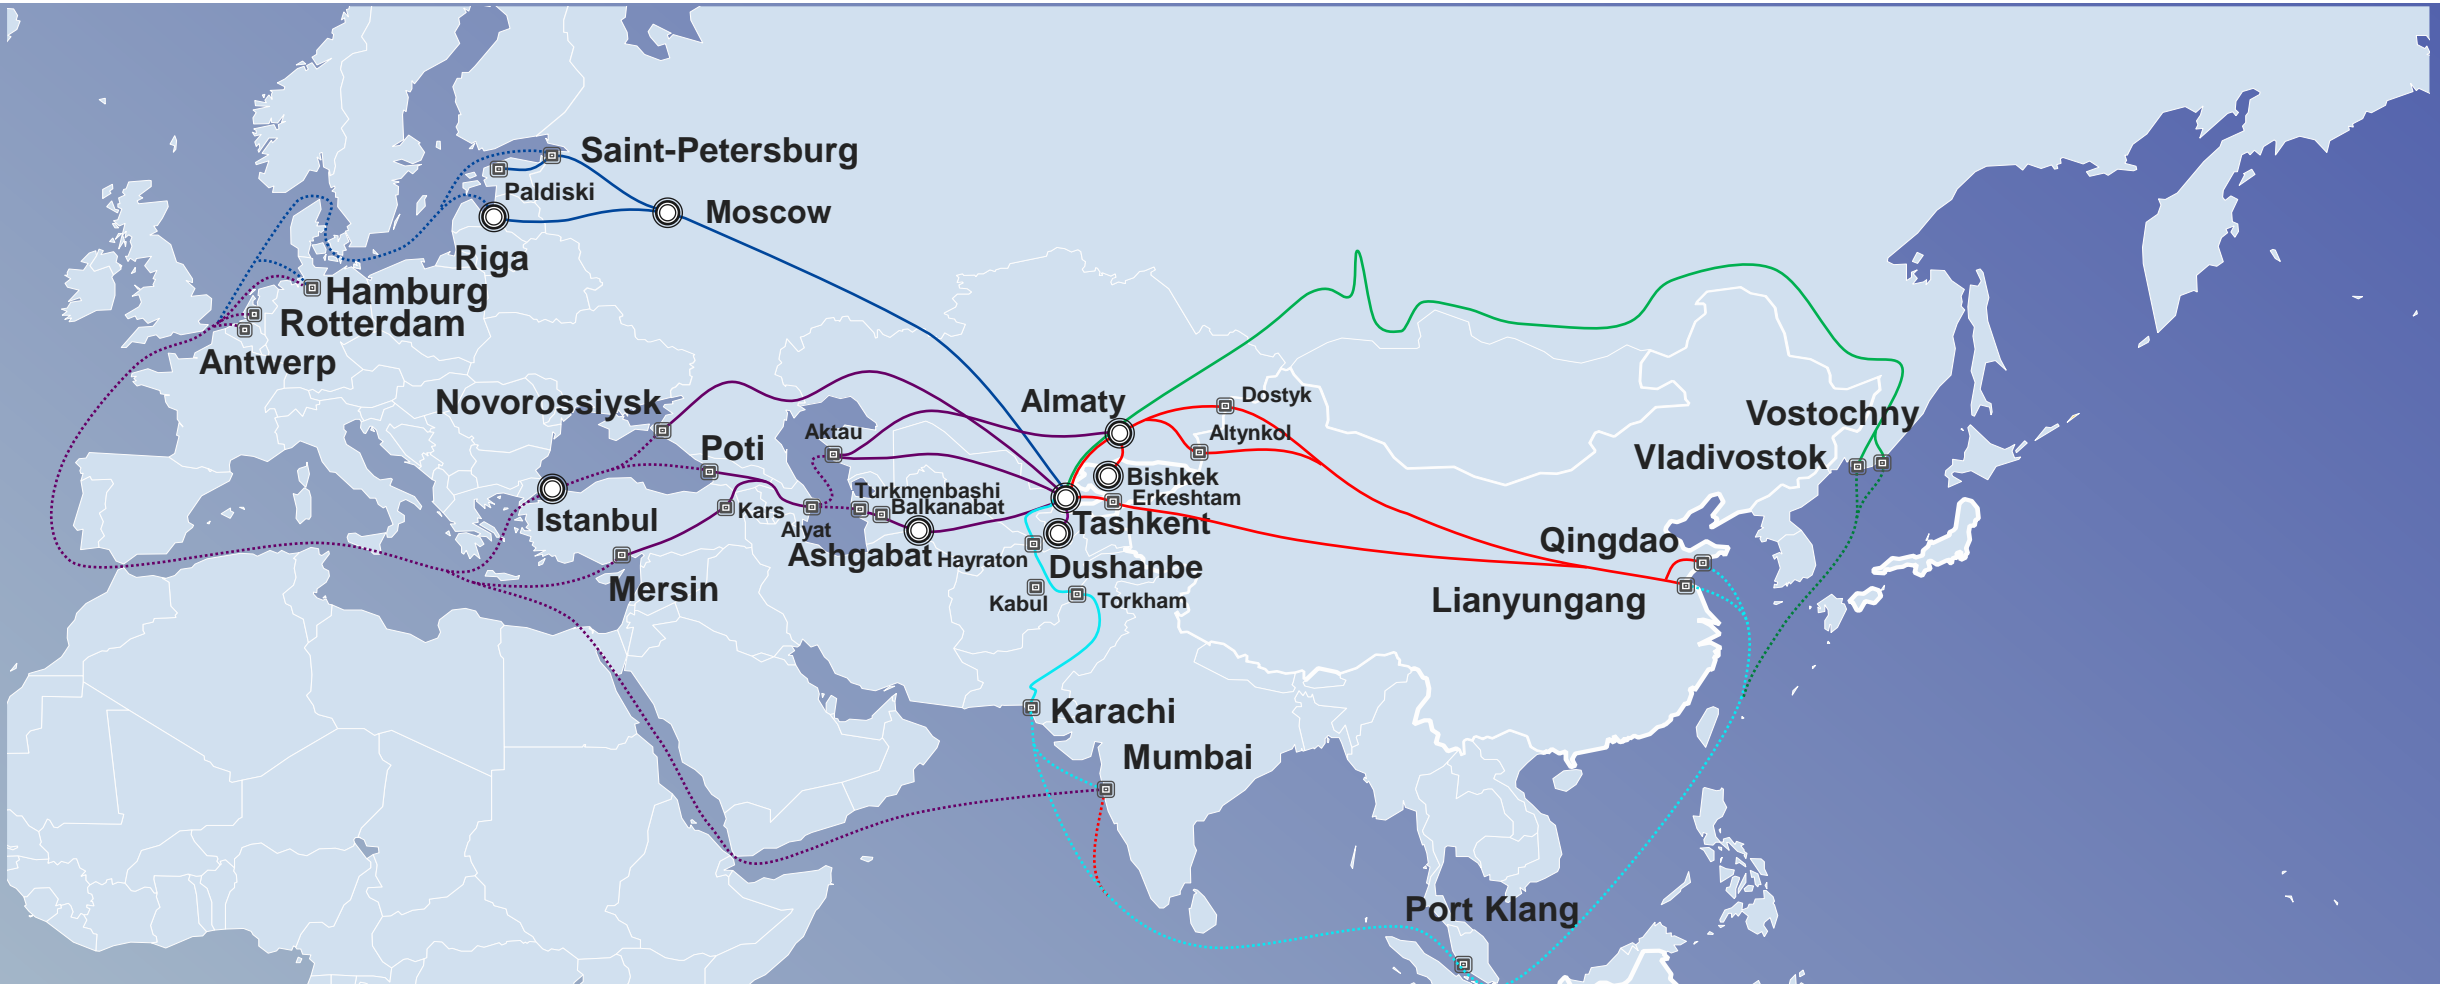 Saint-Petersburg
Paldiski
Moscow
Riga
Hamburg
Rotterdam
Antwerp
Novorossiysk
Almaty
Dostyk
Altynkol
Vostochny
Vladivostok
Aktau
Poti
Bishkek
Erkeshtam
Turkmenbashi
Balkanabat
Kars
Istanbul
Alyat
Tashkent
Ashgabat
Hayraton
Qingdao
Dushanbe
Mersin
Kabul
Torkham
Lianyungang
Karachi
Mumbai
Port Klang